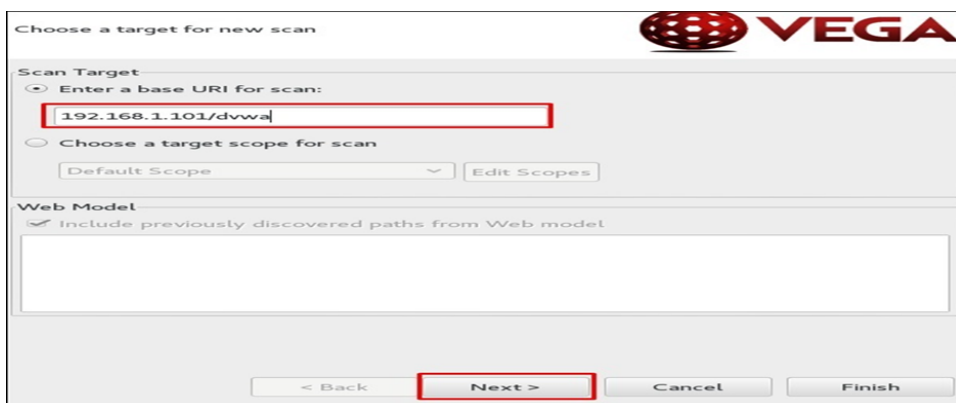 Choose a target for new scan
VEGA
Scan Target
Enter a base URI for scan:
192.168.1.101/dvwa
Choose a target scope for scan
Default Scope
Edit Scopes
Web Model
Include previously discovered paths from Web model
< Back
Next >
Cancel
Finish